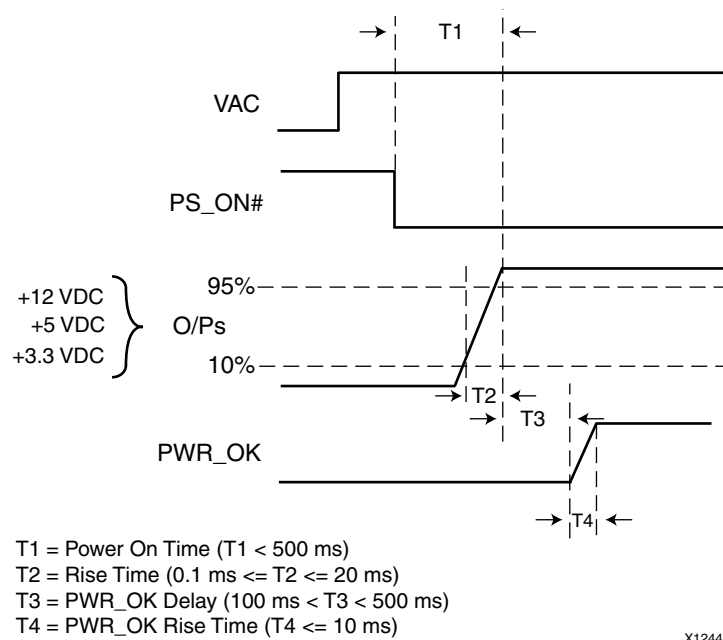 T1
VAC
PS_ON#
+12 VDC
+5 VDC
+3.3 VDC
O/Ps
95%
10%
T2
T3
PWR_OK
T4
T1 = Power On Time (T1 < 500 ms)
T2 = Rise Time (0.1 ms <= T2 <= 20 ms)
T3 = PWR_OK Delay (100 ms < T3 < 500 ms)
T4 = PWR_OK Rise Time (T4 <= 10 ms)
X1244